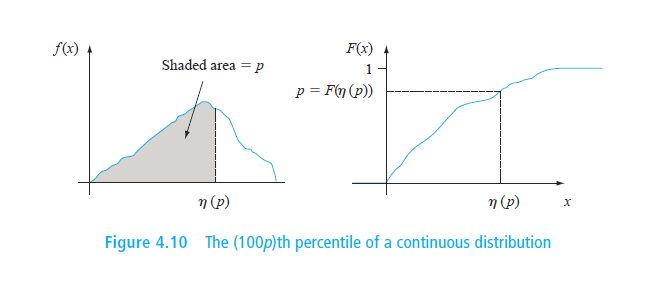 f(x)
Shaded area = p
η (p)
F(x)
1
p = F(η (p))
η (p)
x
Figure 4.10 The (100p)th percentile of a continuous distribution